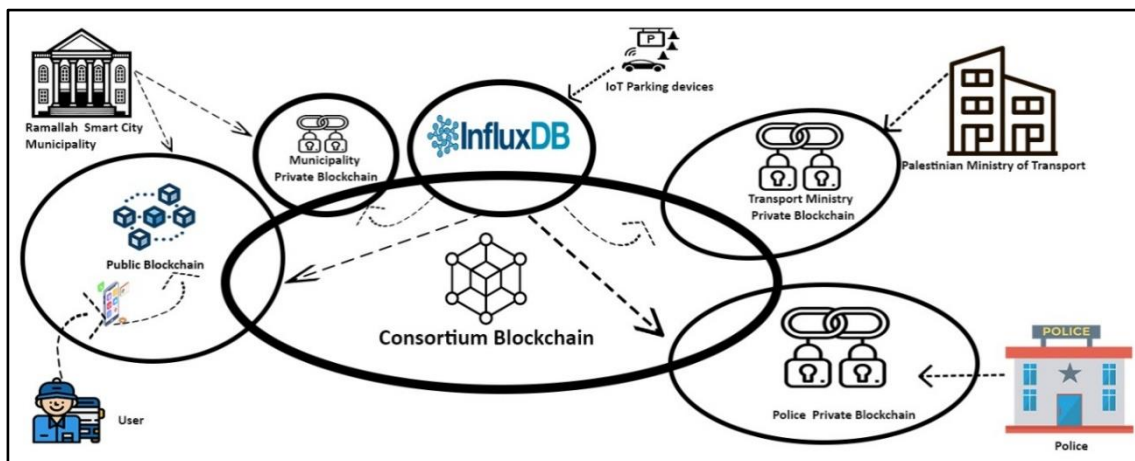 Ramallah Smart City
Municipality
P
IoT Parking devices
Municipality
Private Blockchain
InfluxDB
Transport Ministry
Private Blockchain
Palestinian Ministry of Transport
Public Blockchain
Consortium Blockchain
User
Police Private Blockchain
POLICE
Police